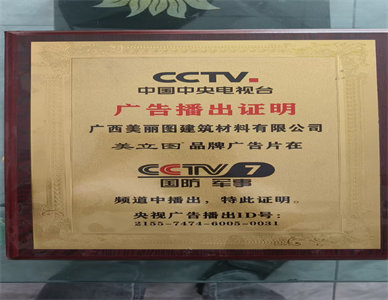 CCTV.
中国中央电视台
广告播出证明
广西美丽图建筑材料有限公司
美立图品牌广告片在
CCTV 7
国防 军事
频道中播出，特此证明。
央视广告播出ID号：
2155-7474-6005-0031